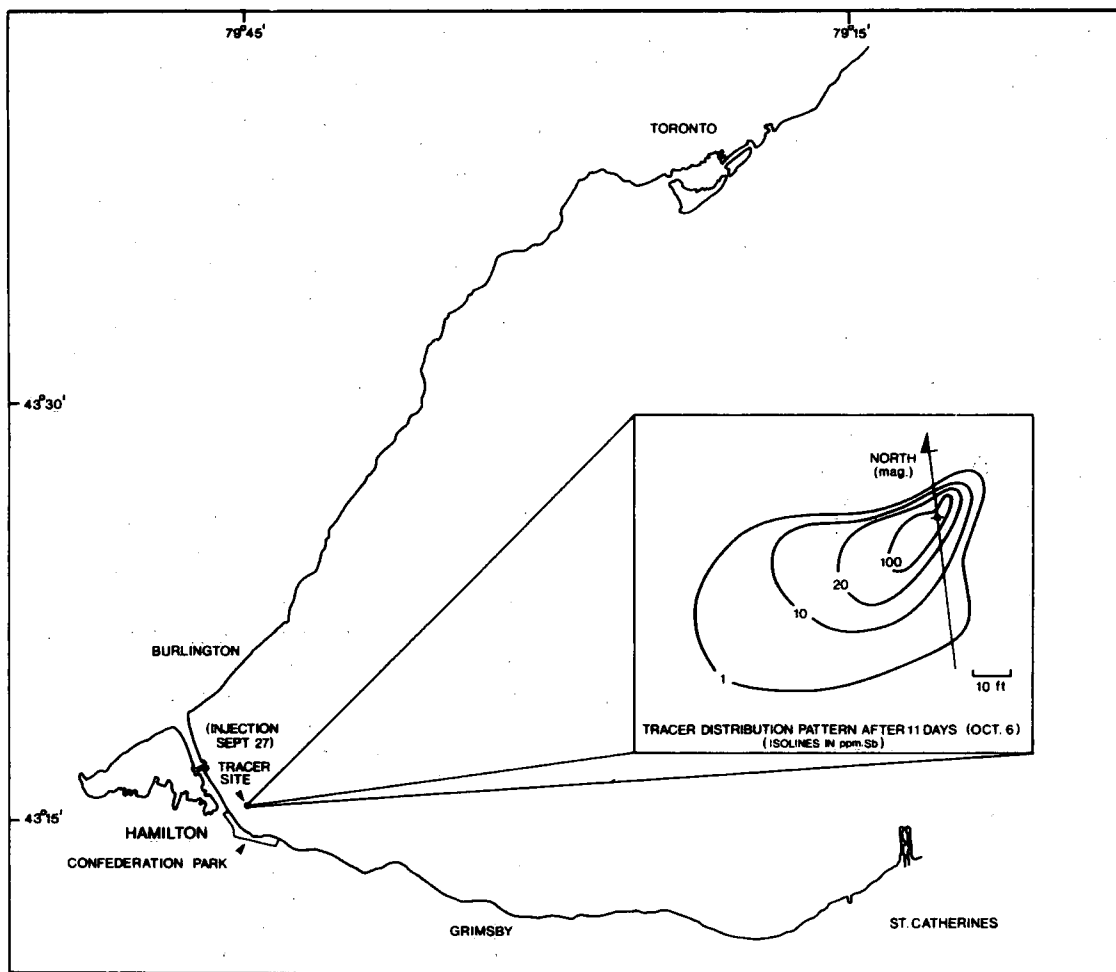 79°45'
79°15'
TORONTO
43°30'
NORTH
(mag.)
100
20
10
1
10 ft
BURLINGTON
(INJECTION
SEPT 27)
TRACER
SITE
TRACER DISTRIBUTION PATTERN AFTER 11 DAYS (OCT. 6)
(ISOLINES IN ppm.Sb)
43°15'
HAMILTON
CONFEDERATION PARK
GRIMSBY
ST. CATHERINES